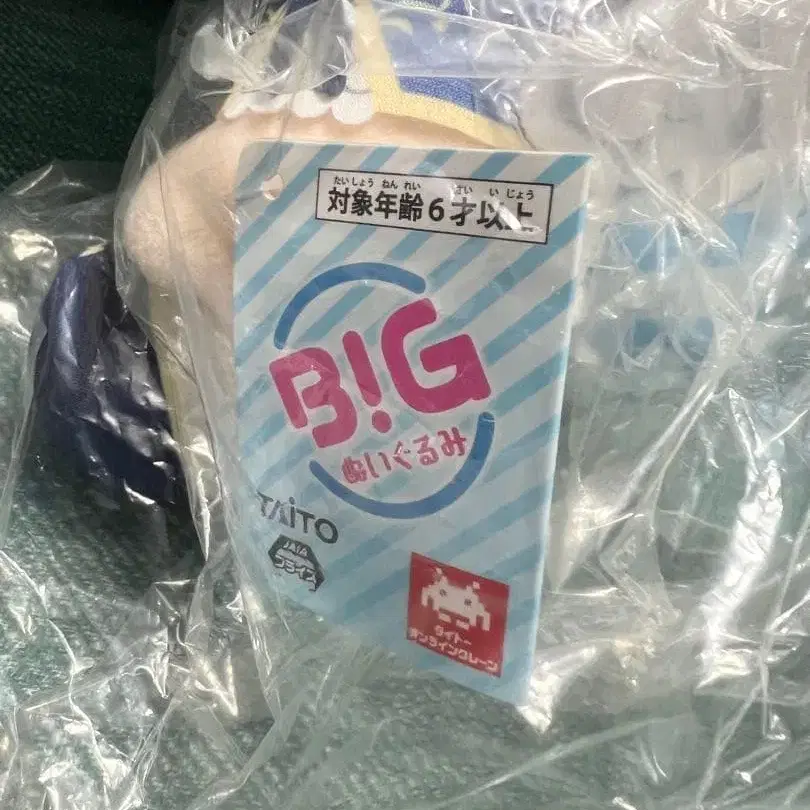 たいしょう ねん れい さい い じょう
対象年齢6才以上
B!G
ぬいぐるみ
TAITO
JAIA
プライズ
タイトー
オンラインクレーン